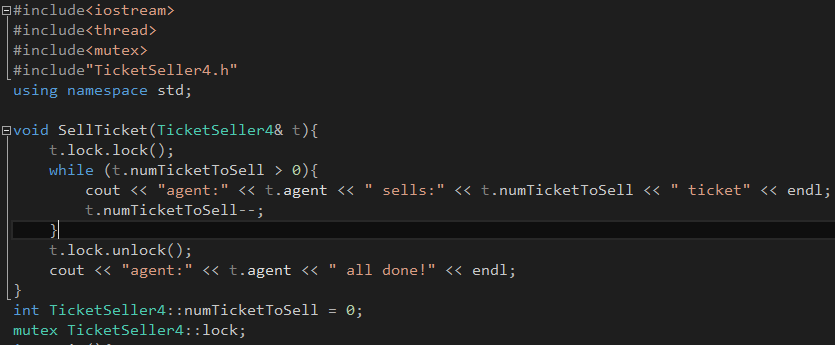 #include<iostream>
#include<thread>
#include<mutex>
#include"TicketSeller4.h"
using namespace std;
void SellTicket(TicketSeller4& t){
t.lock.lock();
while (t.numTicketToSell > 0){
cout << "agent:" << t.agent << " sells:" << t.numTicketToSell << " ticket" << endl;
t.numTicketToSell--;
}
t.lock.unlock();
cout << "agent:" << t.agent << " all done!" << endl;
}
int TicketSeller4::numTicketToSell = 0;
mutex TicketSeller4::lock;